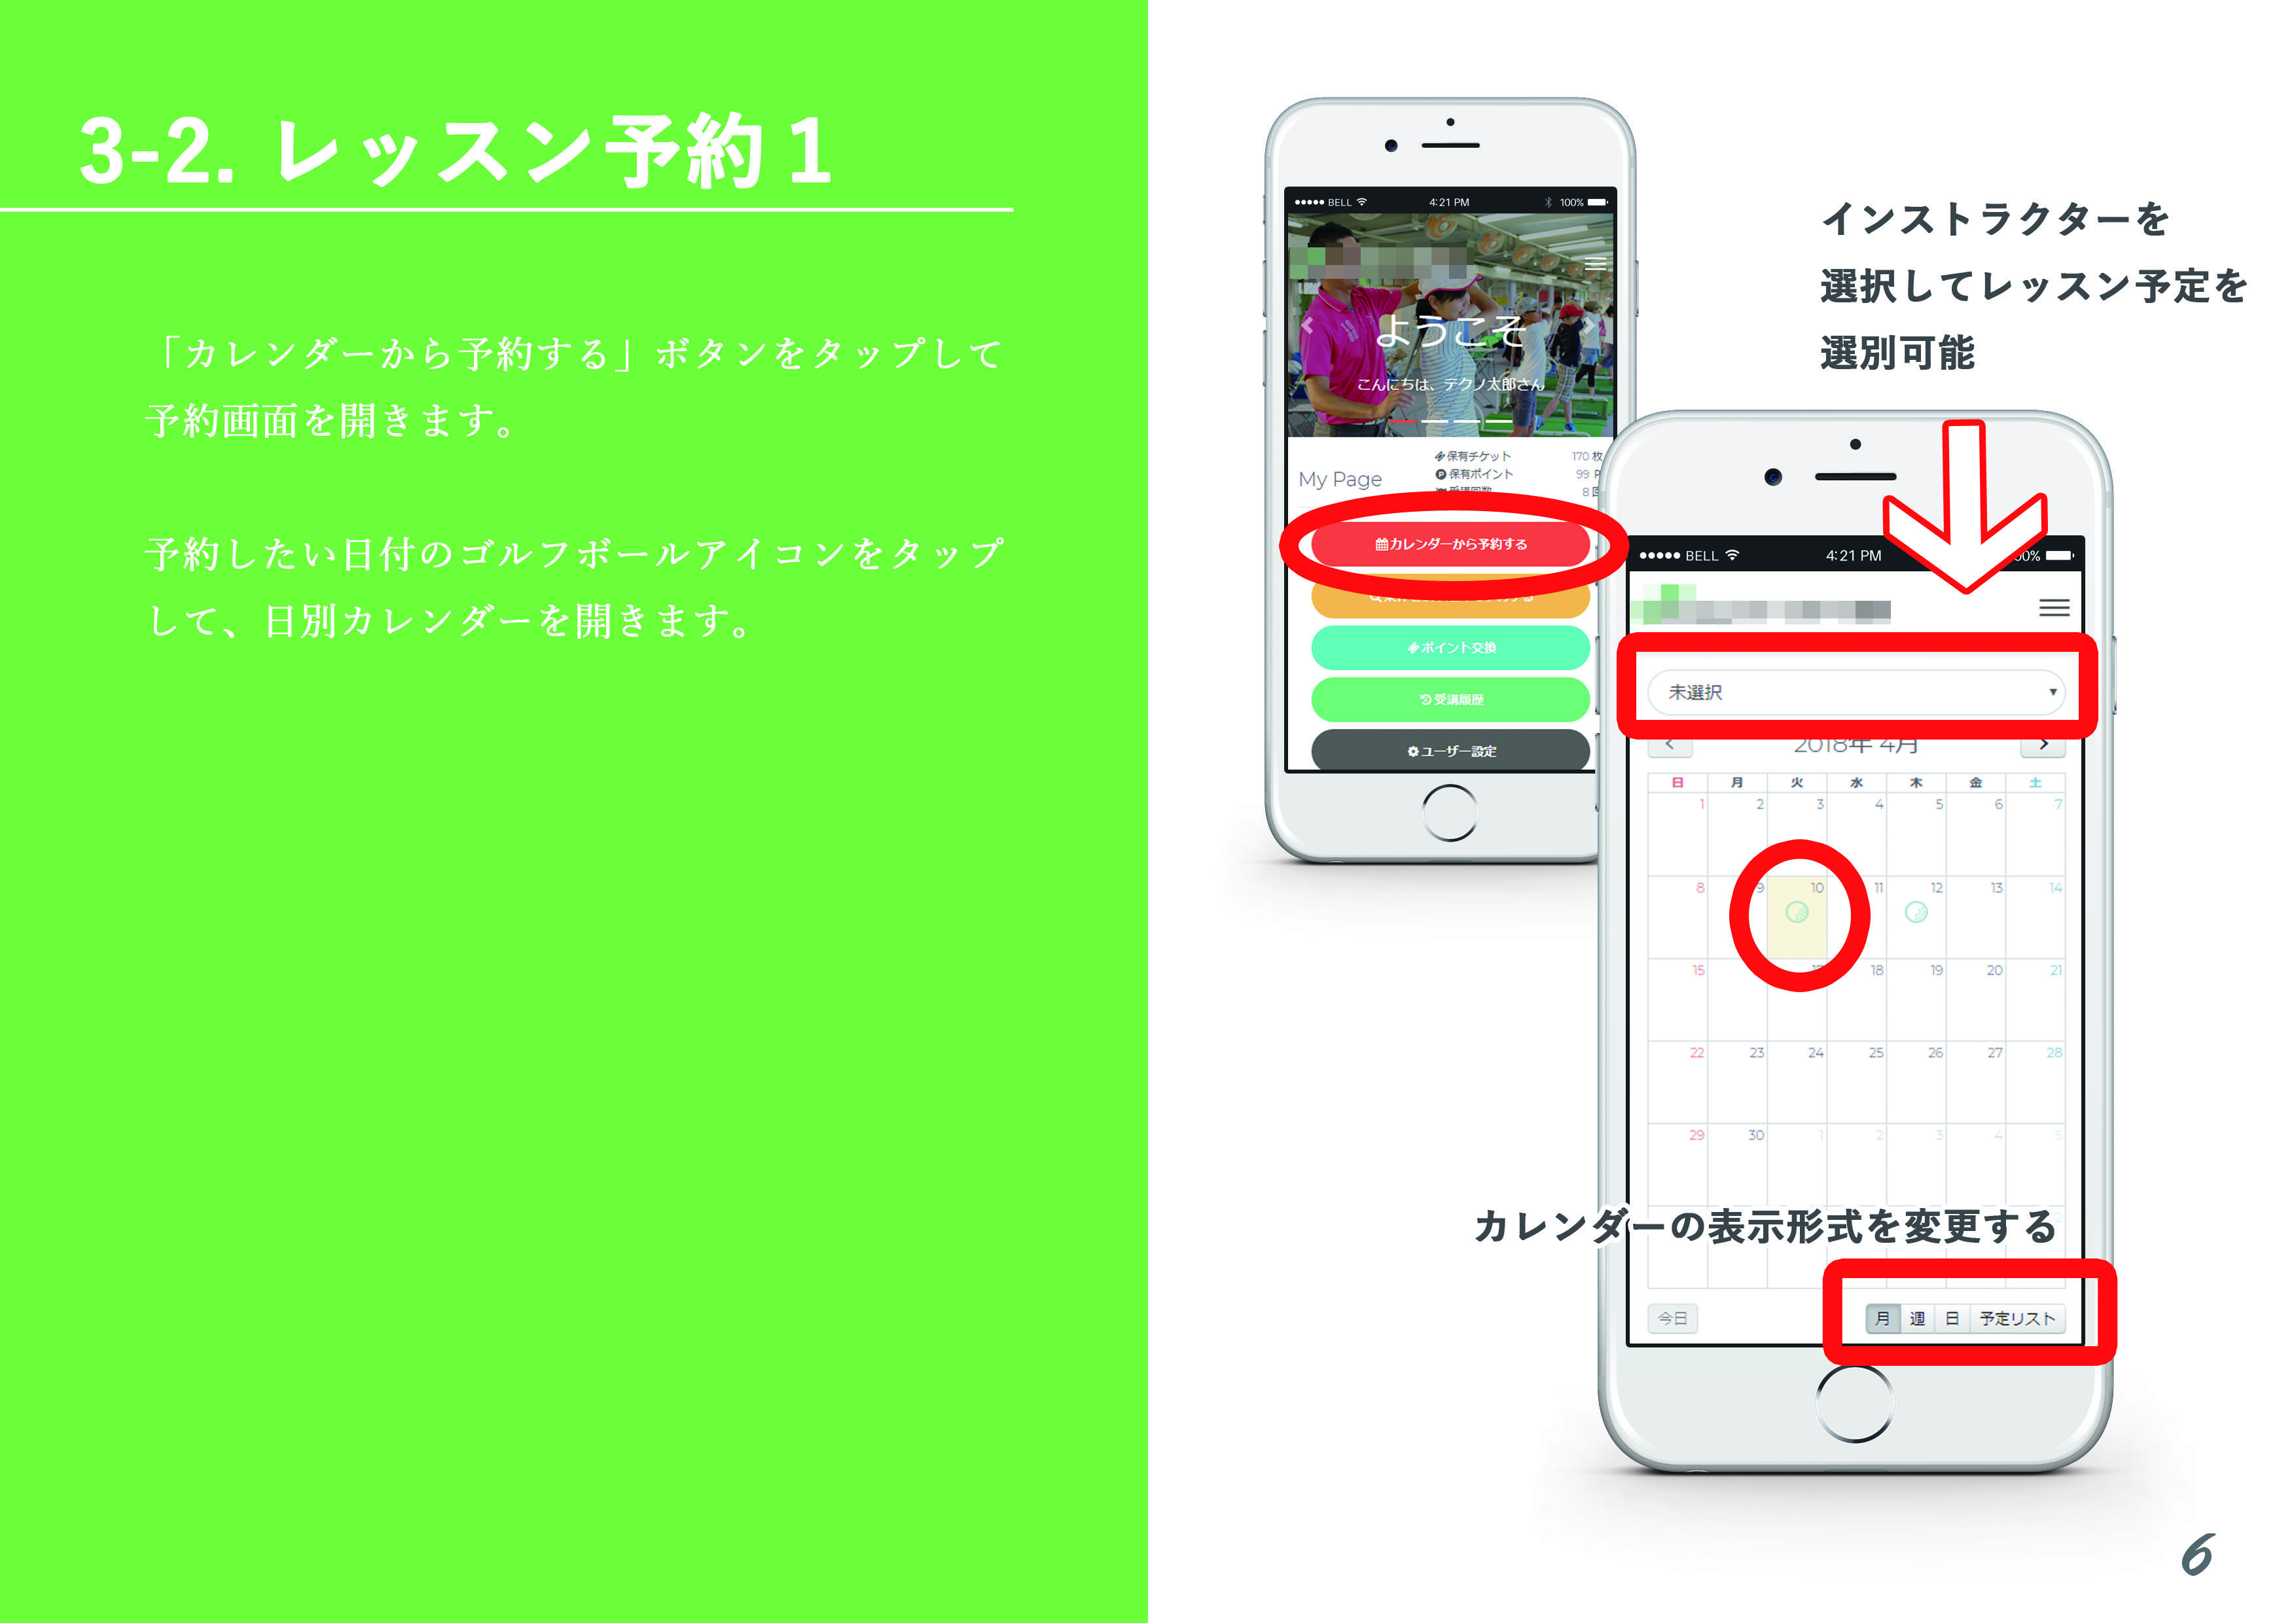 3-2. レッスン予約1
「カレンダーから予約する」ボタンをタップして
予約画面を開きます。
予約したい日付のゴルフボールアイコンをタップ
して、日別カレンダーを開きます。
BELL 4:21 PM 100%
ようこそ
こんにちは、テクノ太郎さん
My Page
保有チケット 170 枚
保有ポイント 99 P
受講回数 8
カレンダーから予約する
ポイント交換
受講履歴
ユーザー設定
インストラクターを
選択してレッスン予定を
選別可能
BELL 4:21 PM
未選択
2018年 4月
日 月 火 水 木 金 土
1 2 3 4 5 6 7
8 9 10 11 12 13 14
15 17 18 19 20 21
22 23 24 25 26 27 28
29 30 1 2 3 4 5
カレンダーの表示形式を変更する
今日 月 週 日 予定リスト
6